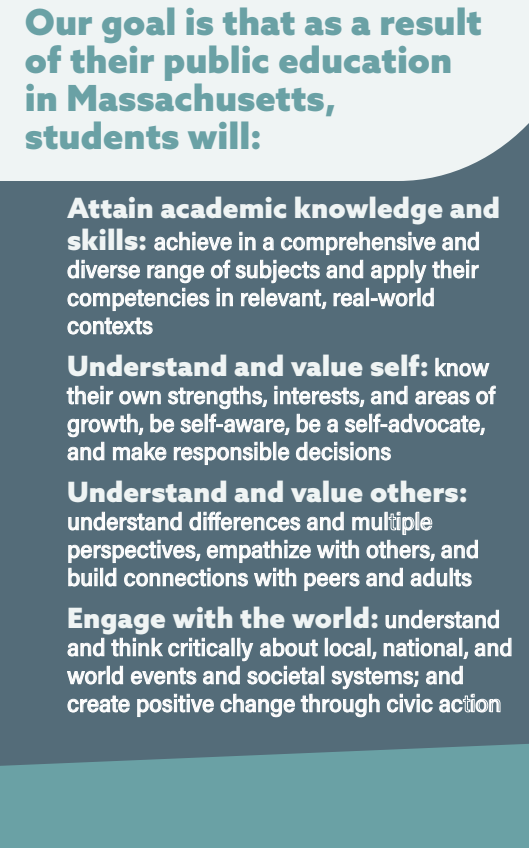 Our goal is that as a result
of their public education
in Massachusetts,
students will:
Attain academic knowledge and
skills: achieve in a comprehensive and
diverse range of subjects and apply their
competencies in relevant, real-world
contexts
Understand and value self: know
their own strengths, interests, and areas of
growth, be self-aware, be a self-advocate,
and make responsible decisions
Understand and value others:
understand differences and multiple
perspectives, empathize with others, and
build connections with peers and adults
Engage with the world: understand
and think critically about local, national, and
world events and societal systems; and
create positive change through civic action